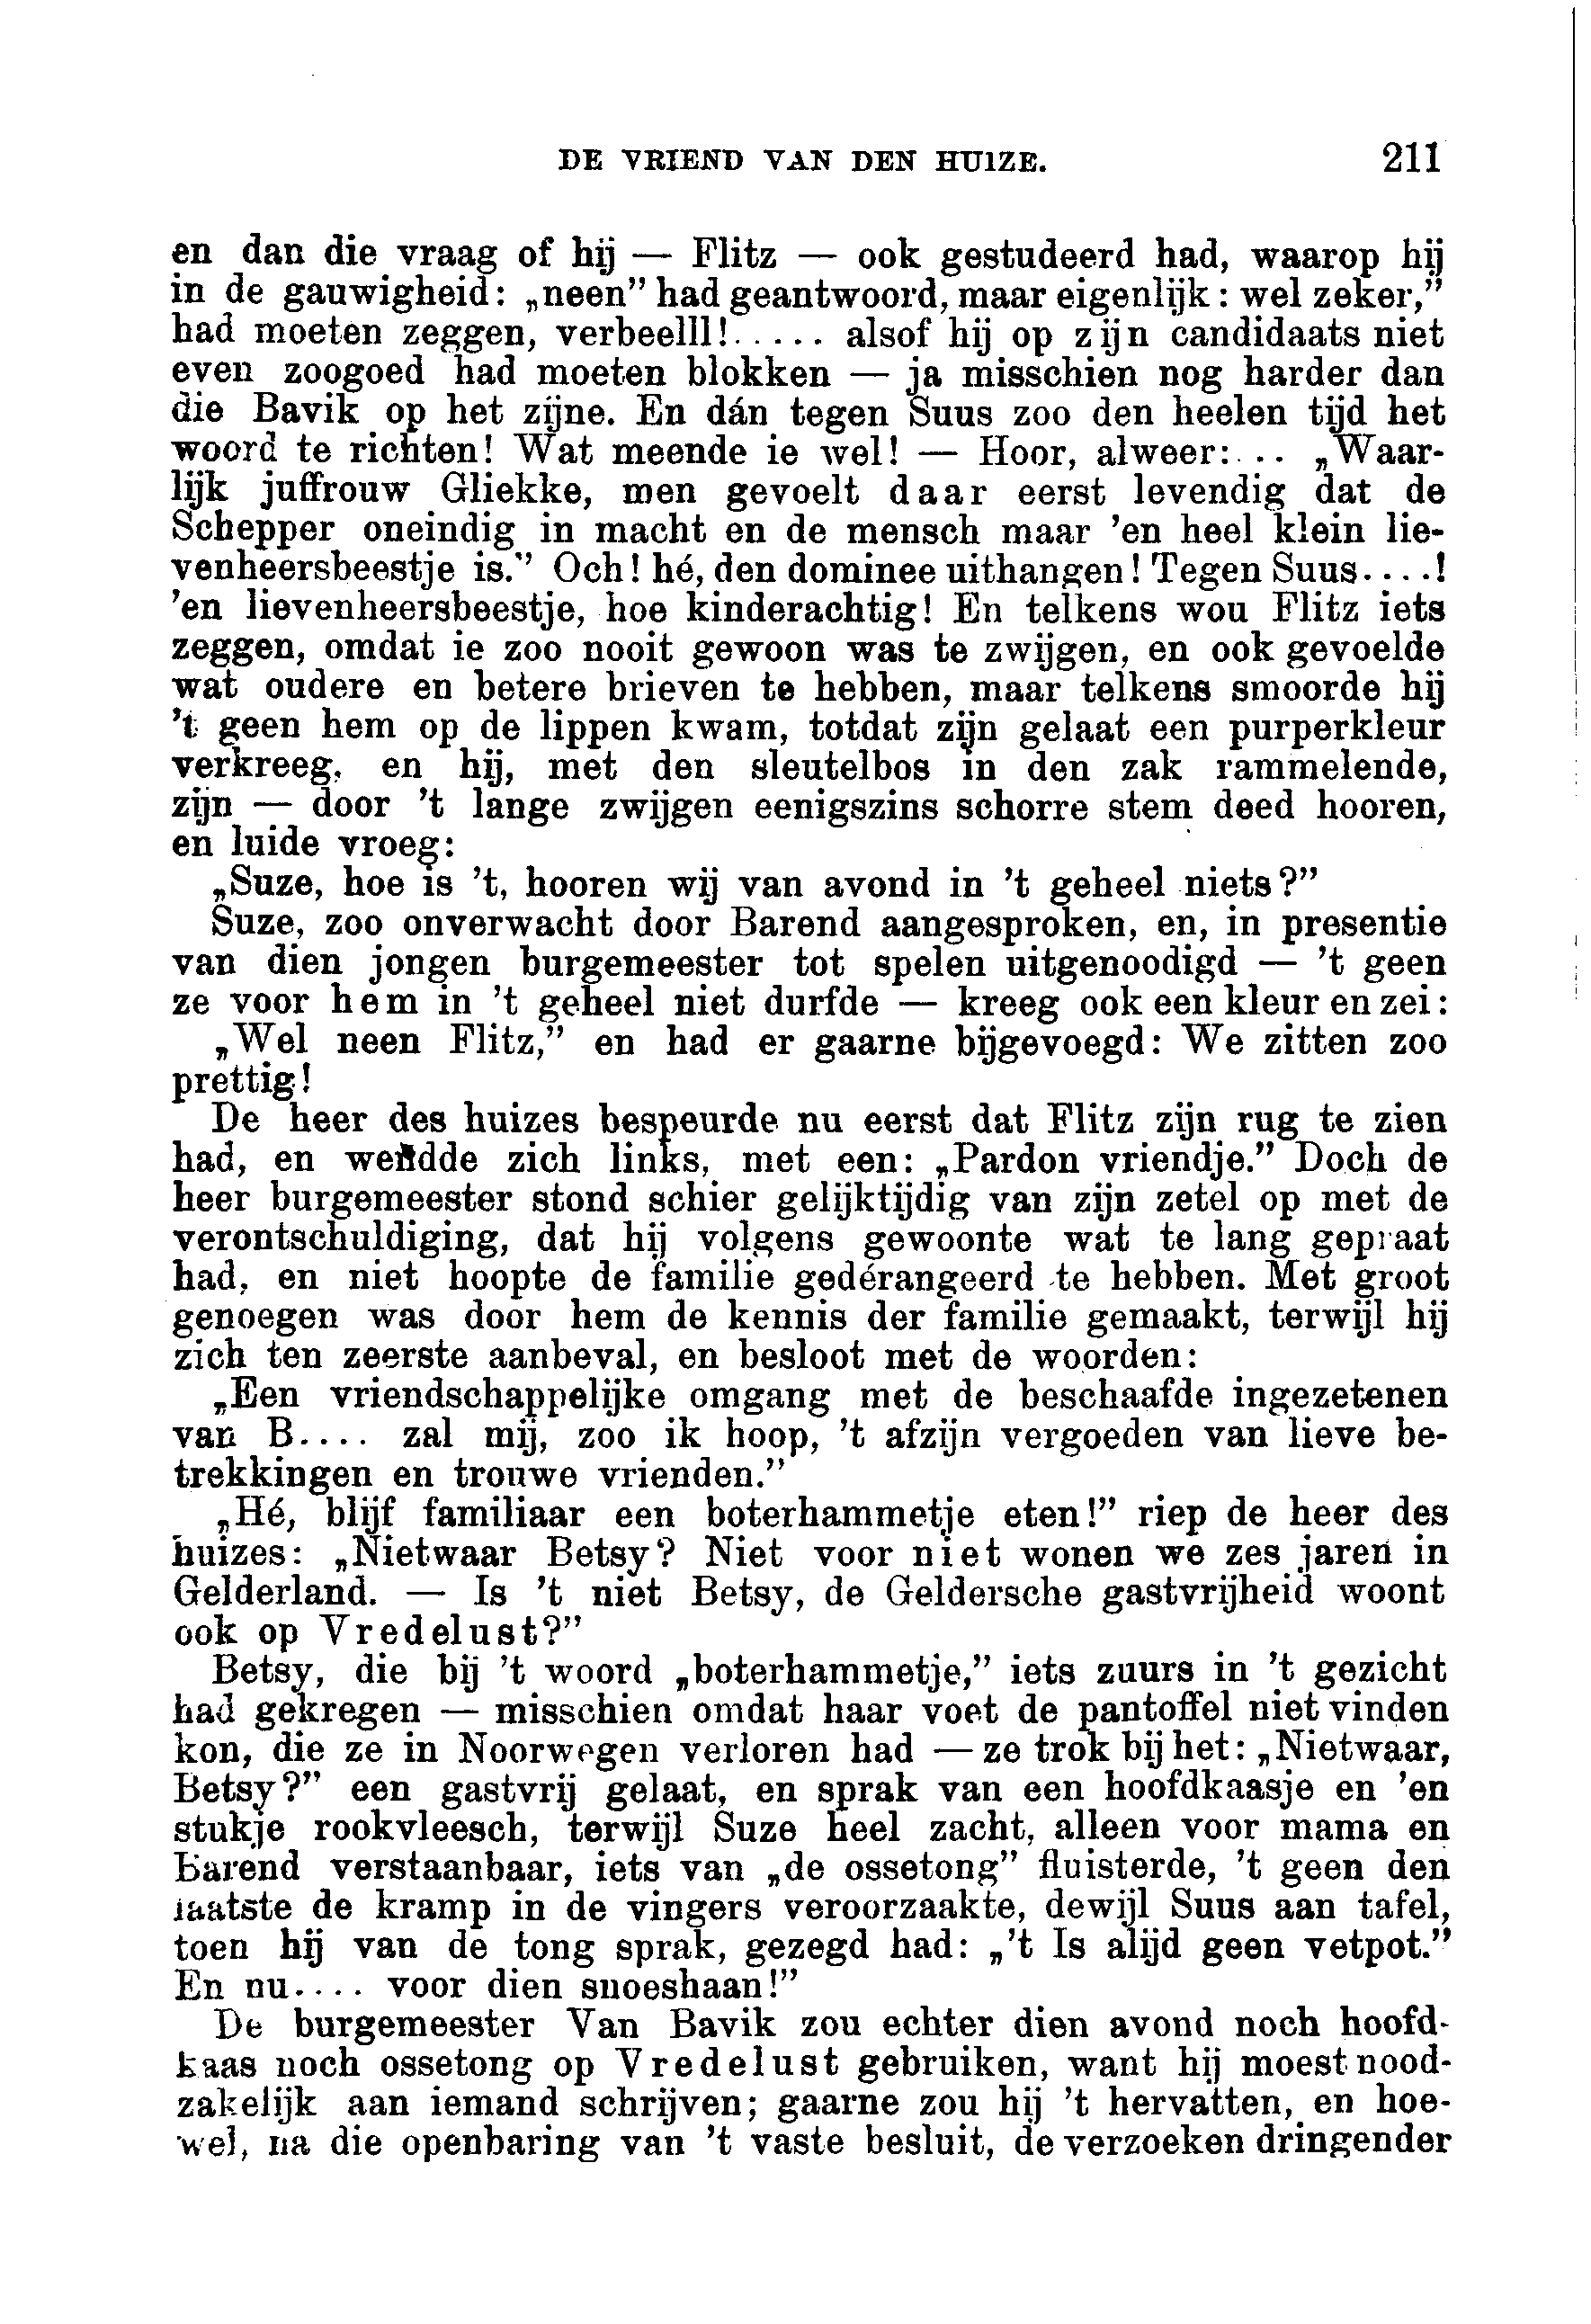 DE VRIEND VAN DEN HUIZE. 211
en dan die vraag of hij — Flitz — ook gestudeerd had, waarop hij
in de gauwigheid: „neen” had geantwoord, maar eigenlijk: wel zeker,”
had moeten zeggen, verbeelll!..... alsof hij op zijn candidaats niet
even zoogoed had moeten blokken — ja misschien nog harder dan
die Bavik op het zijne. En dán tegen Suus zoo den heelen tijd het
woord te richten! Wat meende ie wel! — Hoor, alweer:... „Waar-
lijk juffrouw Gliekke, men gevoelt daar eerst levendig dat de
Schepper oneindig in macht en de mensch maar ’en heel klein lie-
venheersbeestje is.” Och! hé, den dominee uithangen! Tegen Suus....!
’en lievenheersbeestje, hoe kinderachtig! En telkens wou Flitz iets
zeggen, omdat ie zoo nooit gewoon was te zwijgen, en ook gevoelde
wat oudere en betere brieven te hebben, maar telkens smoorde hij
’t geen hem op de lippen kwam, totdat zijn gelaat een purperkleur
verkreeg, en hij, met den sleutelbos in den zak rammelende,
zijn — door ’t lange zwijgen eenigszins schorre stem deed hooren,
en luide vroeg:
„Suze, hoe is ’t, hooren wij van avond in ’t geheel niets?”
Suze, zoo onverwacht door Barend aangesproken, en, in presentie
van dien jongen burgemeester tot spelen uitgenoodigd — ’t geen
ze voor hem in ’t geheel niet durfde — kreeg ook een kleur en zei:
„Wel neen Flitz,” en had er gaarne bijgevoegd: We zitten zoo
prettig!
De heer des huizes bespeurde nu eerst dat Flitz zijn rug te zien
had, en wendde zich links, met een: „Pardon vriendje.” Doch de
heer burgemeester stond schier gelijktijdig van zijn zetel op met de
verontschuldiging, dat hij volgens gewoonte wat te lang gepraat
had, en niet hoopte de familie gedérangeerd te hebben. Met groot
genoegen was door hem de kennis der familie gemaakt, terwijl hij
zich ten zeerste aanbeval, en besloot met de woorden:
„Een vriendschappelijke omgang met de beschaafde ingezetenen
van B.... zal mij, zoo ik hoop, ’t afzijn vergoeden van lieve be-
trekkingen en trouwe vrienden.”
„Hé, blijf familiaar een boterhammetje eten!” riep de heer des
huizes: „Nietwaar Betsy? Niet voor niet wonen we zes jaren in
Gelderland. — Is ’t niet Betsy, de Geldersche gastvrijheid woont
ook op Vredelust?”
Betsy, die bij ’t woord „boterhammetje,” iets zuurs in ’t gezicht
had gekregen — misschien omdat haar voet de pantoffel niet vinden
kon, die ze in Noorwegen verloren had — ze trok bij het: „Nietwaar,
Betsy?” een gastvrij gelaat, en sprak van een hoofdkaasje en ’en
stukje rookvleesch, terwijl Suze heel zacht, alleen voor mama en
Barend verstaanbaar, iets van „de ossetong” fluisterde, ’t geen den
laatste de kramp in de vingers veroorzaakte, dewijl Suus aan tafel,
toen hij van de tong sprak, gezegd had: „’t Is alijd geen vetpot.”
En nu.... voor dien snoeshaan!”
De burgemeester Van Bavik zou echter dien avond noch hoofd-
kaas noch ossetong op Vredelust gebruiken, want hij moest nood-
zakelijk aan iemand schrijven; gaarne zou hij ’t hervatten, en hoe-
wel, na die openbaring van ’t vaste besluit, de verzoeken dringender